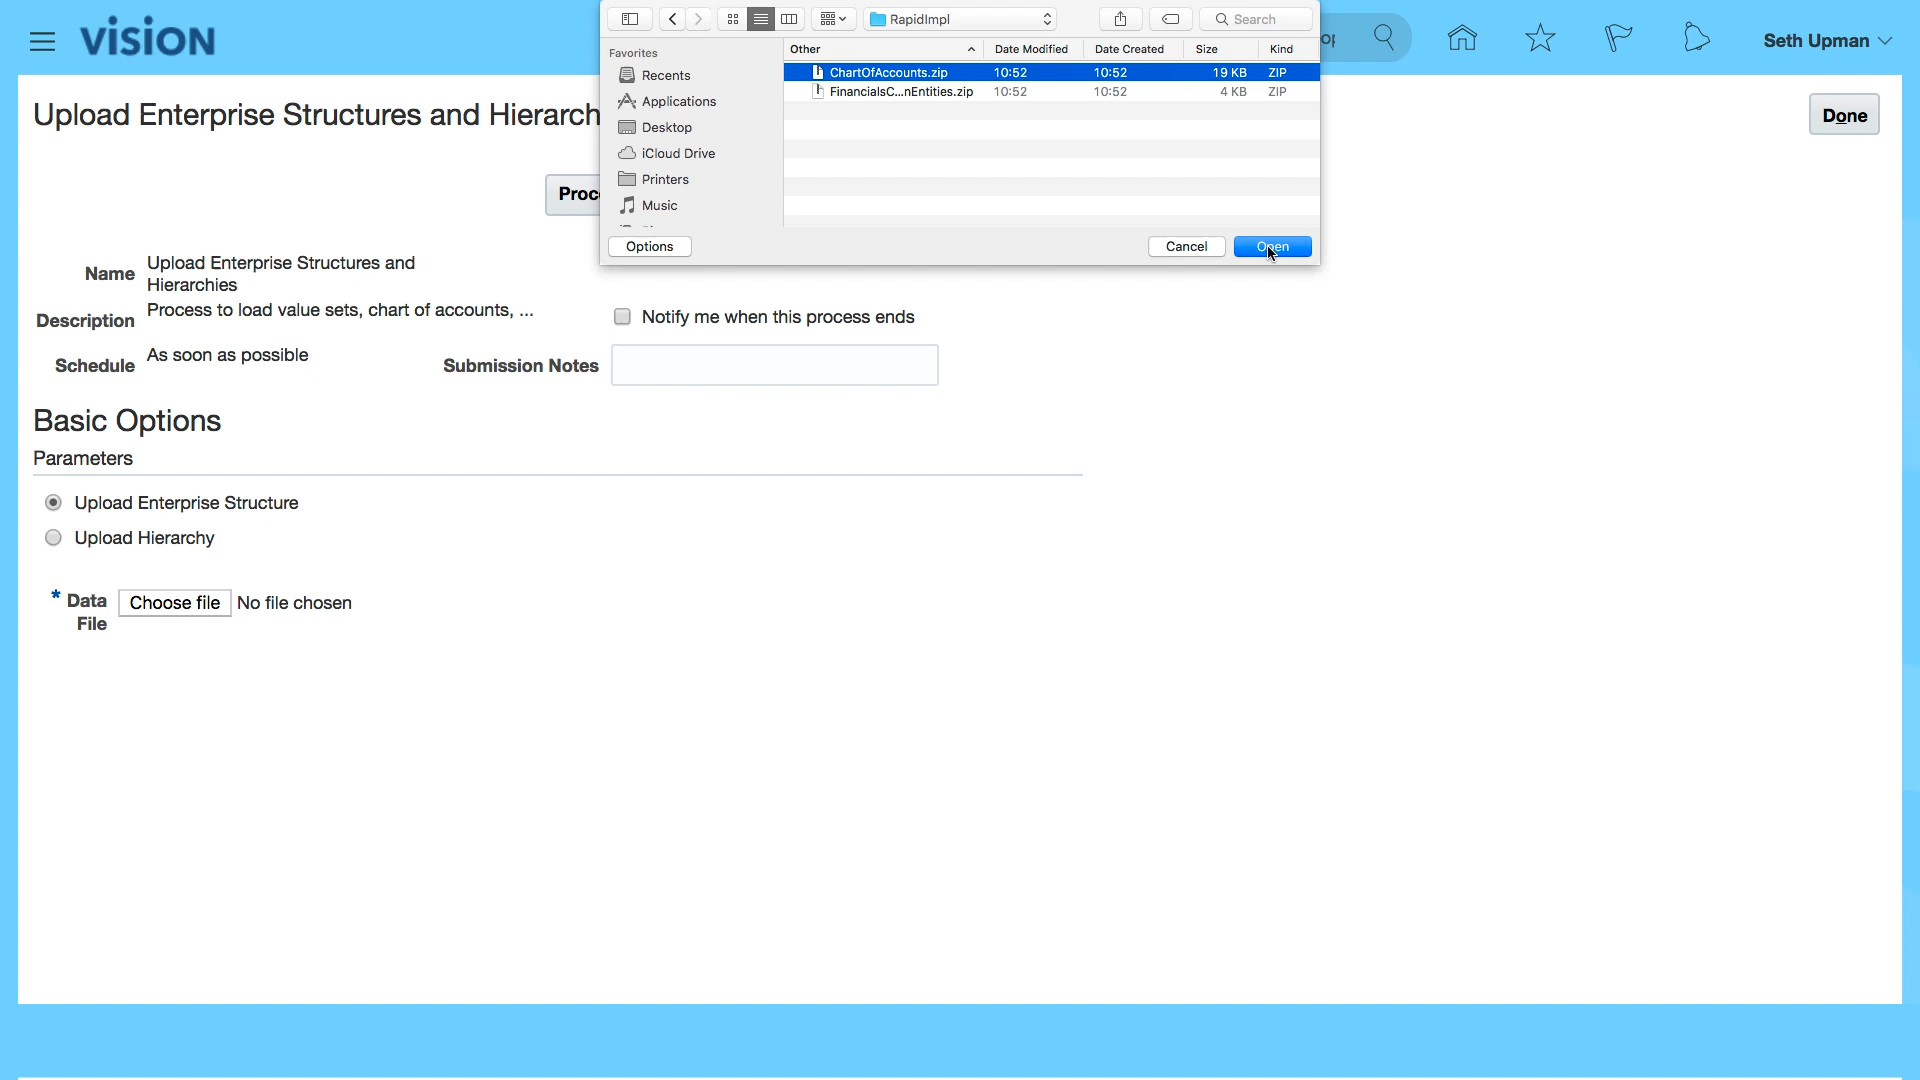 vision
RapidImpl
Search
Seth Upman
Favorites
Recents
Applications
Desktop
iCloud Drive
Printers
Music
Other Date Modified Date Created Size Kind
ChartOfAccounts.zip 10:52 10:52 19 KB ZIP
FinancialsC...nEntities.zip 10:52 10:52 4 KB ZIP
Options
Cancel
Open
Upload Enterprise Structures and Hierarch
Done
Proc
Name Upload Enterprise Structures and
Hierarchies
Description Process to load value sets, chart of accounts, ...
Notify me when this process ends
Schedule As soon as possible
Submission Notes
Basic Options
Parameters
Upload Enterprise Structure
Upload Hierarchy
* Data
File
Choose file No file chosen